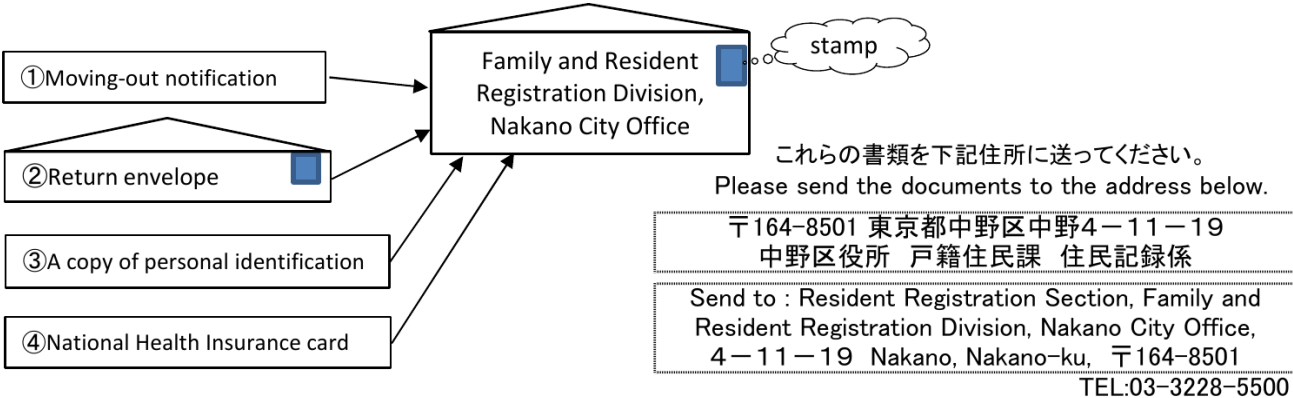 ①Moving-out notification
②Return envelope
③A copy of personal identification
④National Health Insurance card
Family and Resident
Registration Division,
Nakano City Office
stamp
これらの書類を下記住所に送ってください。
Please send the documents to the address below.
〒164-8501 東京都中野区中野4－11－19
中野区役所　戸籍住民課　住民記録係
Send to : Resident Registration Section, Family and
Resident Registration Division, Nakano City Office,
4－11－19 Nakano, Nakano-ku, 〒164-8501
TEL:03-3228-5500